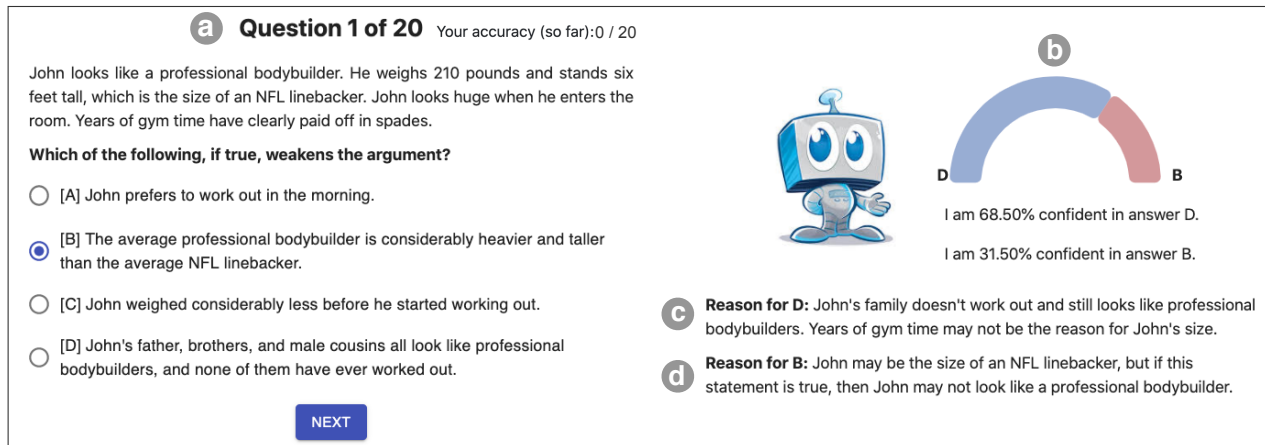 a Question 1 of 20 Your accuracy (so far):0 / 20
John looks like a professional bodybuilder. He weighs 210 pounds and stands six
feet tall, which is the size of an NFL linebacker. John looks huge when he enters the
room. Years of gym time have clearly paid off in spades.
Which of the following, if true, weakens the argument?
[A] John prefers to work out in the morning.
[B] The average professional bodybuilder is considerably heavier and taller
than the average NFL linebacker.
[C] John weighed considerably less before he started working out.
[D] John's father, brothers, and male cousins all look like professional
bodybuilders, and none of them have ever worked out.
NEXT
b
D
B
I am 68.50% confident in answer D.
I am 31.50% confident in answer B.
c Reason for D: John's family doesn't work out and still looks like professional
bodybuilders. Years of gym time may not be the reason for John's size.
d Reason for B: John may be the size of an NFL linebacker, but if this
statement is true, then John may not look like a professional bodybuilder.